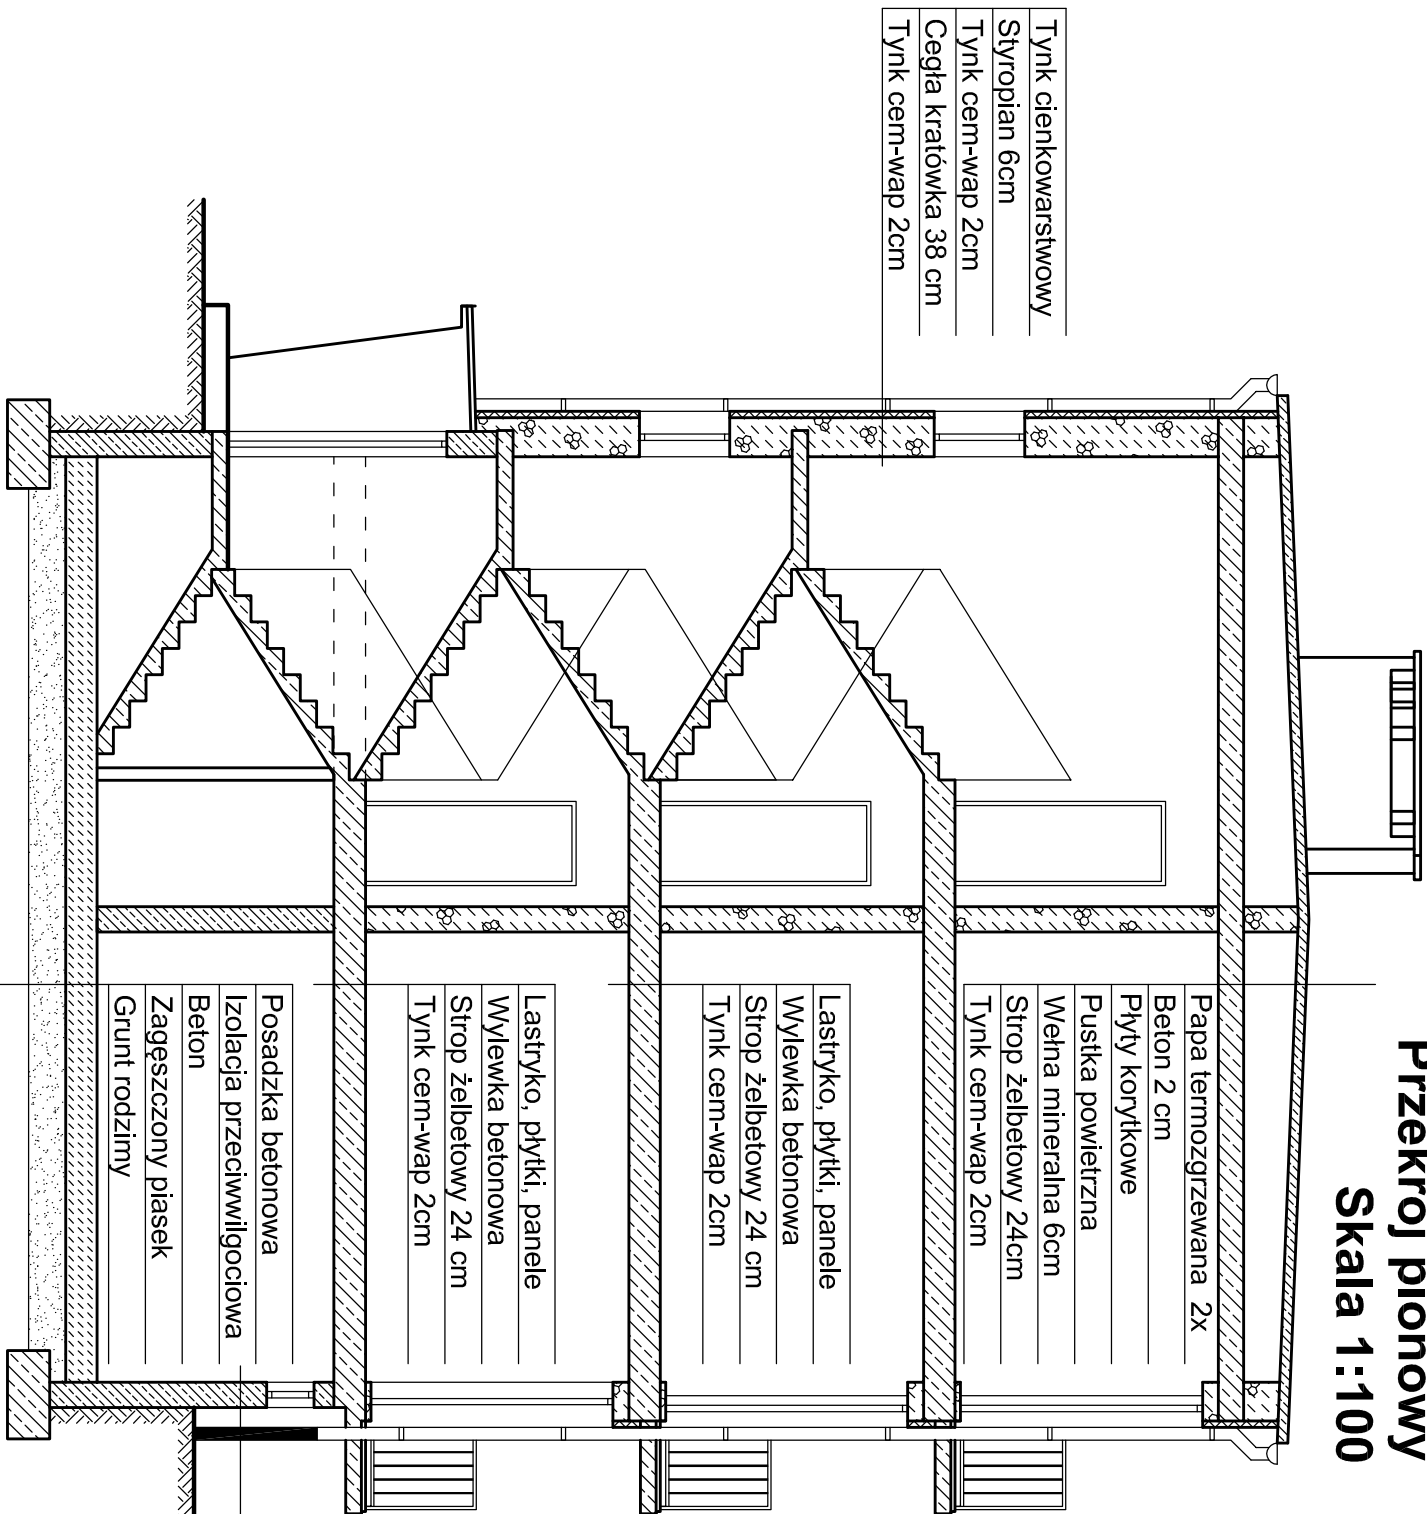 Przekrój pionowy
Skala 1:100
Tynk cienkowarstwowy
Styropian 6cm
Tynk cem-wap 2cm
Cegła kratówka 38 cm
Tynk cem-wap 2cm
Papa termozgrzewana 2x
Beton 2 cm
Płyty korytkowe
Pustka powietrzna
Wełna mineralna 6cm
Strop żelbetowy 24cm
Tynk cem-wap 2cm
Lastryko, płytki, panele
Wylewka betonowa
Strop żelbetowy 24 cm
Tynk cem-wap 2cm
Lastryko, płytki, panele
Wylewka betonowa
Strop żelbetowy 24 cm
Tynk cem-wap 2cm
Posadzka betonowa
Izolacja przeciwwilgociowa
Beton
Zagęszczony piasek
Grunt rodzimy